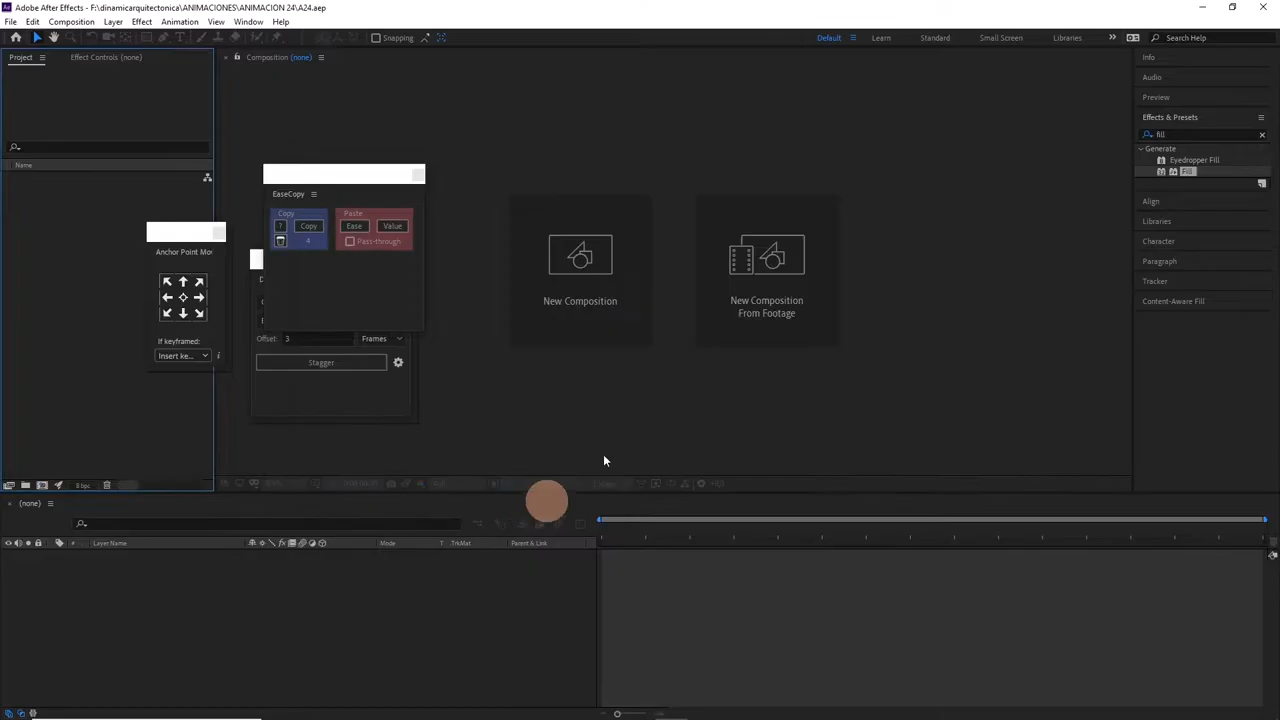 Adobe After Effects - F:\dinamicarquitectonica\ANIMACIONES\ANIMACION 24\A24.aep
File Edit Composition Layer Effect Animation View Window Help
Snapping
Default Learn Standard Small Screen Libraries Search Help
Project Effect Controls (none)
Composition (none)
Info
Audio
Preview
Effects & Presets
fill
Generate
Eyedropper Fill
Fill
Align
Libraries
Character
Paragraph
Tracker
Content-Aware Fill
Name
EaseCopy
Copy Paste
? Copy Ease Value
4 Pass-through
Anchor Point Mo
If keyframed:
Insert ke...
Offset: 3 Frames
Stagger
New Composition
New Composition
From Footage
8 bpc
(none)
# Layer Name Mode T .TrkMat Parent & Link